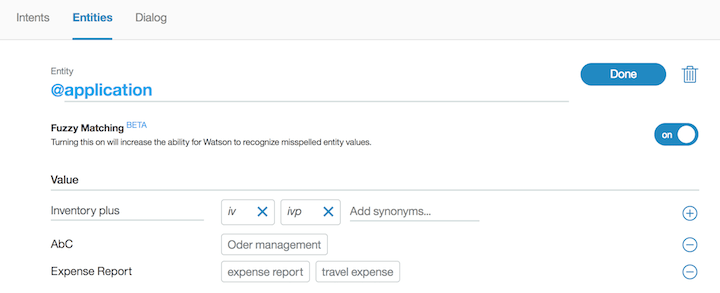 Intents Entities Dialog
Entity
@application
Done
Fuzzy Matching BETA
Turning this on will increase the ability for Watson to recognize misspelled entity values.
on
Value
Inventory plus iv ivp Add synonyms...
AbC Oder management
Expense Report expense report travel expense